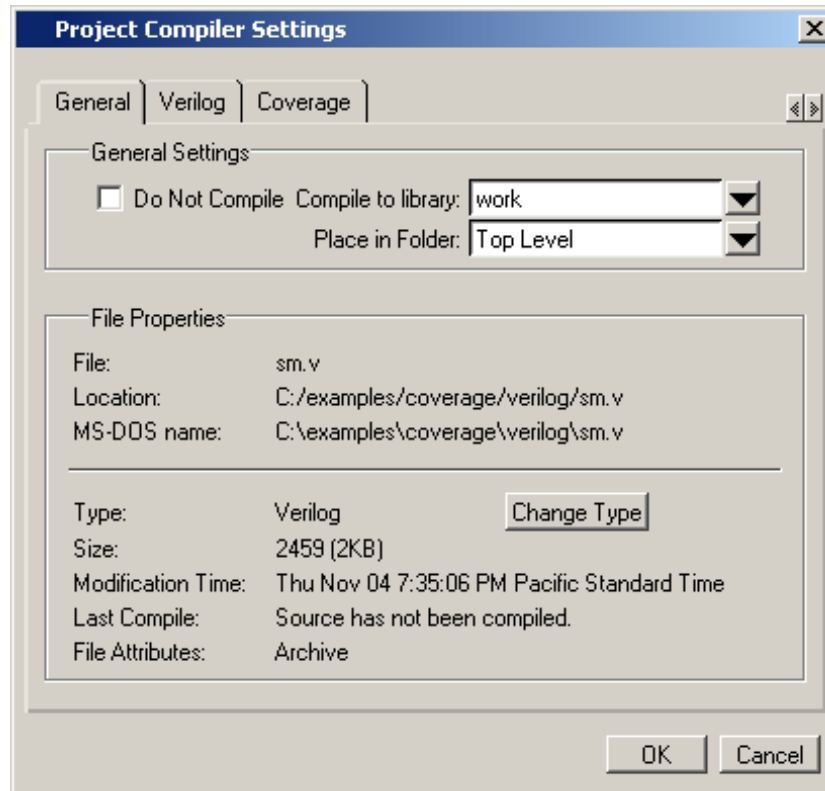 Project Compiler Settings
General Verilog Coverage
General Settings
Do Not Compile Compile to library: work
Place in Folder: Top Level
File Properties
File: sm.v
Location: C:/examples/coverage/verilog/sm.v
MS-DOS name: C:\examples\coverage\verilog\sm.v
Type: Verilog Change Type
Size: 2459 (2KB)
Modification Time: Thu Nov 04 7:35:06 PM Pacific Standard Time
Last Compile: Source has not been compiled.
File Attributes: Archive
OK Cancel